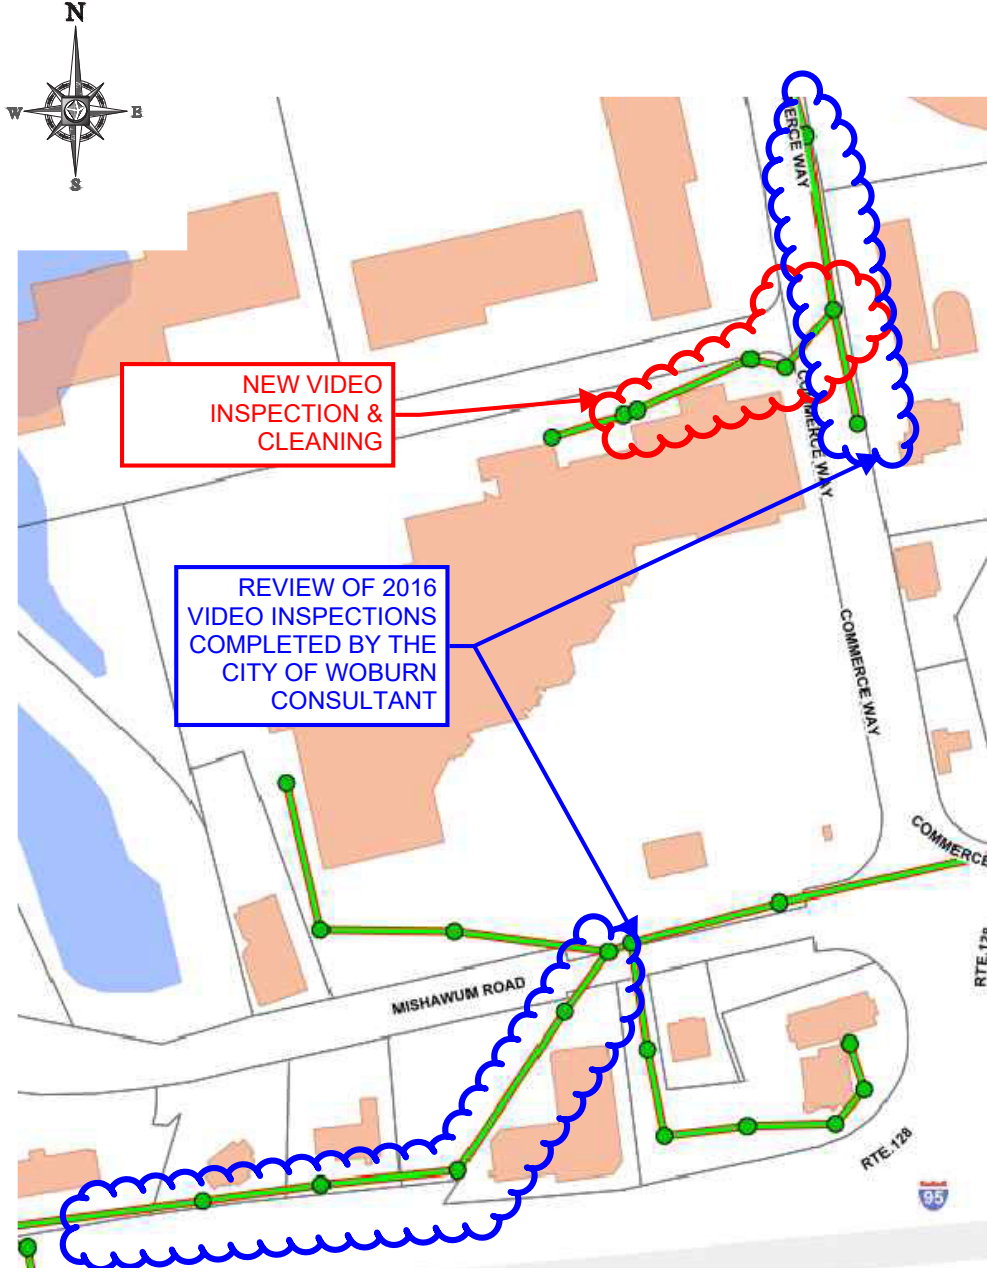 N
W
E
S
ERCE WAY
NEW VIDEO
INSPECTION &
CLEANING
COMMERCE WAY
REVIEW OF 2016
VIDEO INSPECTIONS
COMPLETED BY THE
CITY OF WOBURN
CONSULTANT
COMMERCE WAY
COMMERCE
RTE.128
MISHAWUM ROAD
RTE.128
95